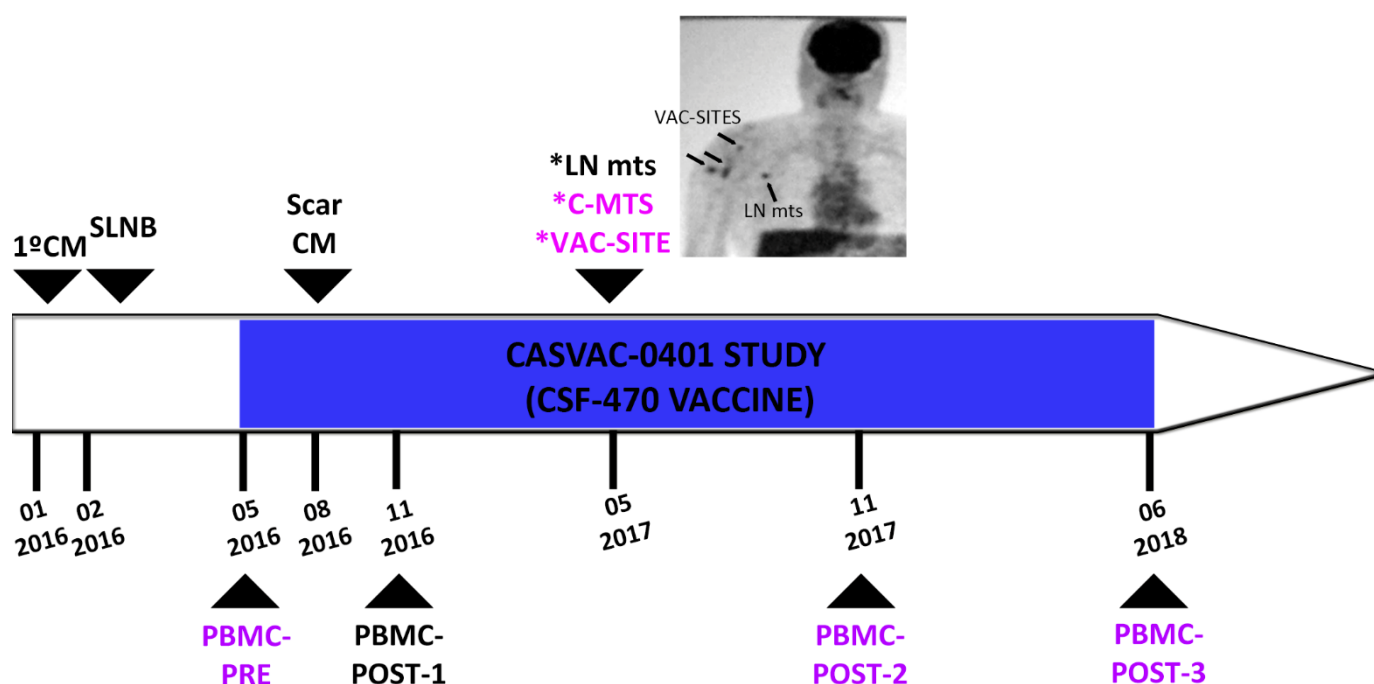 VAC-SITES
LN mts
*LN mts
*C-MTS
*VAC-SITE
1ºCM
SLNB
Scar
CM
CASVAC-0401 STUDY
(CSF-470 VACCINE)
01
2016
02
2016
05
2016
08
2016
11
2016
05
2017
11
2017
06
2018
PBMC-
PRE
PBMC-
POST-1
PBMC-
POST-2
PBMC-
POST-3